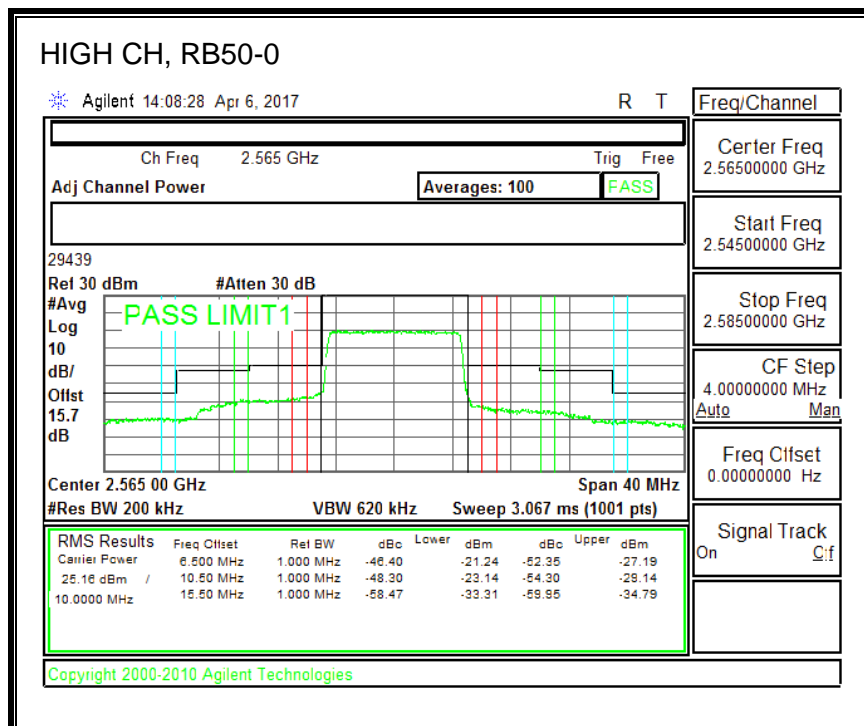 HIGH CH, RB50-0
Agilent 14:08:28 Apr 6, 2017 R T
Freq/Channel
Ch Freq 2.565 GHz Trig Free
Adj Channel Power Averages: 100 PASS
Center Freq
2.56500000 GHz
Start Freq
2.54500000 GHz
Stop Freq
2.58500000 GHz
CF Step
4.00000000 MHz
Auto Man
Freq Offset
0.00000000 Hz
Signal Track
On Off
29439
Ref 30 dBm #Atten 30 dB
#Avg
Log
10
dB/
Offst
15.7
dB
PASS LIMIT1
Center 2.565 00 GHz Span 40 MHz
#Res BW 200 kHz VBW 620 kHz Sweep 3.067 ms (1001 pts)
RMS Results Freq Offset Ref BW dBc Lower dBm dBc Upper dBm
Carrier Power 6.500 MHz 1.000 MHz -46.40 -21.24 -52.35 -27.19
25.16 dBm / 10.50 MHz 1.000 MHz -48.30 -23.14 -54.30 -29.14
10.0000 MHz 15.50 MHz 1.000 MHz -58.47 -33.31 -59.95 -34.79
Copyright 2000-2010 Agilent Technologies